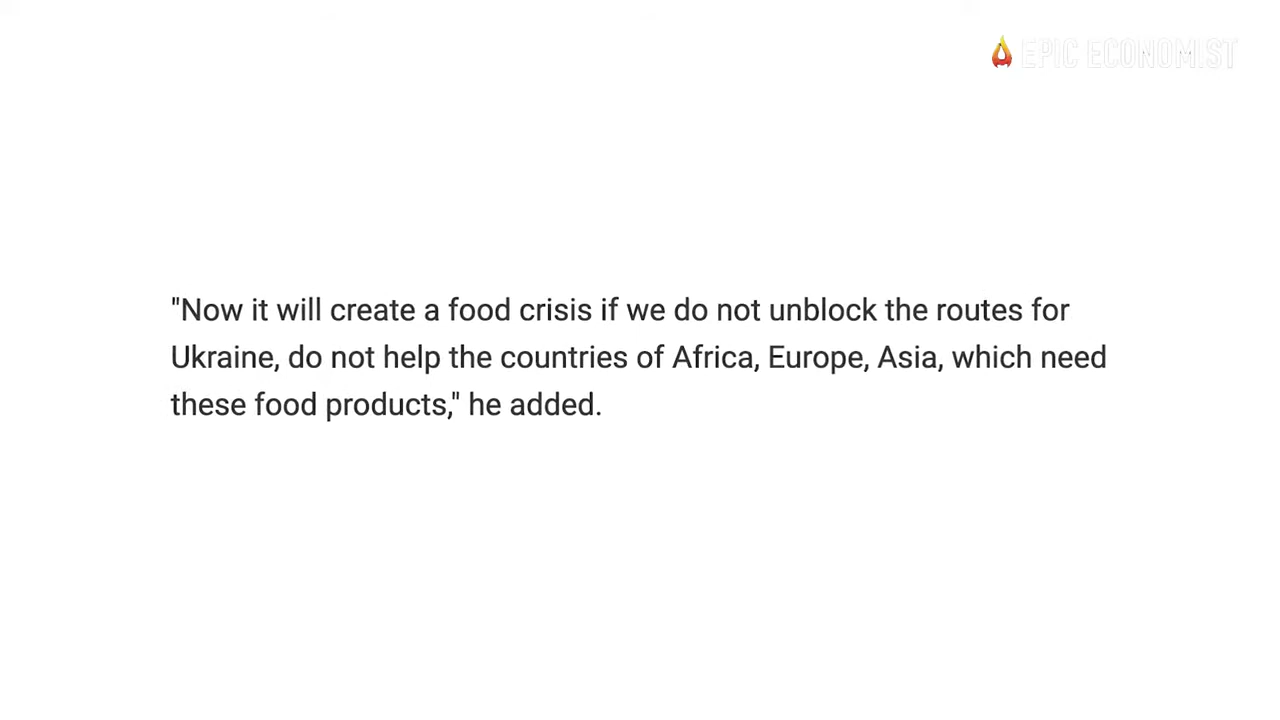 EPIC ECONOMIST
"Now it will create a food crisis if we do not unblock the routes for
Ukraine, do not help the countries of Africa, Europe, Asia, which need
these food products," he added.